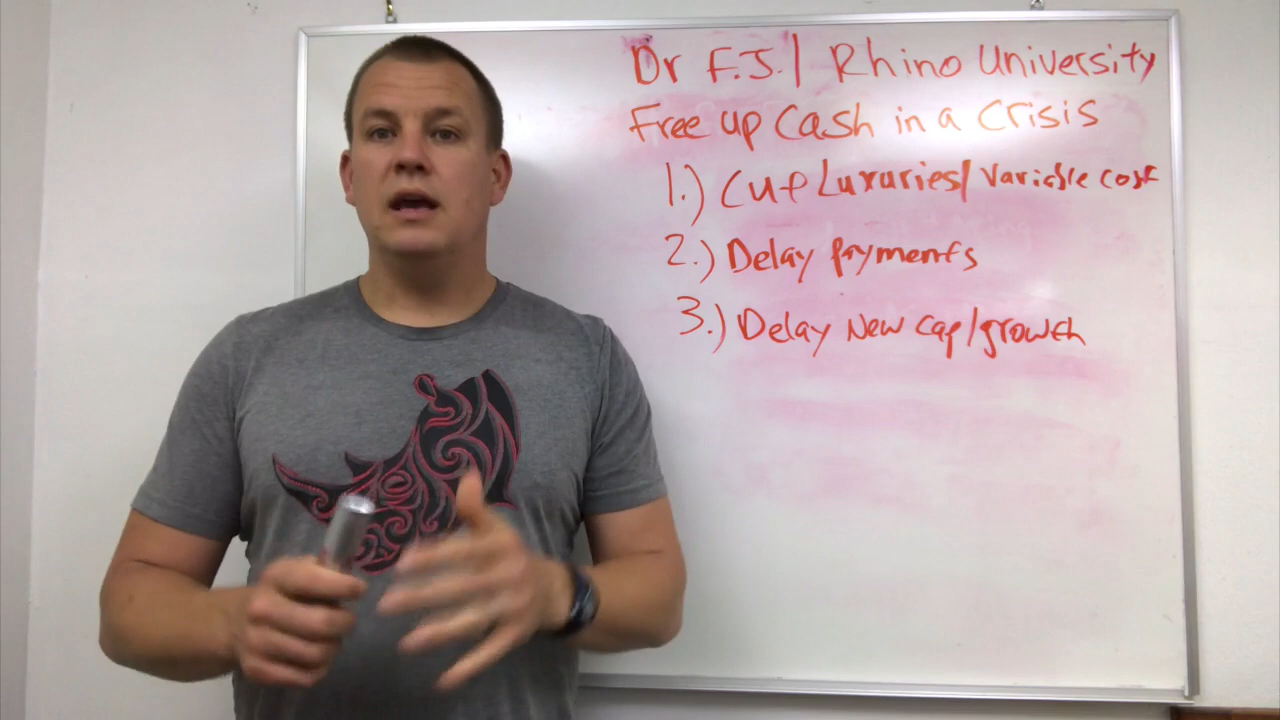 Dr F.J. | Rhino University
Free up Cash in a Crisis
1.) Cut Luxuries/Variable cost
2.) Delay Payments
3.) Delay New cap/growth